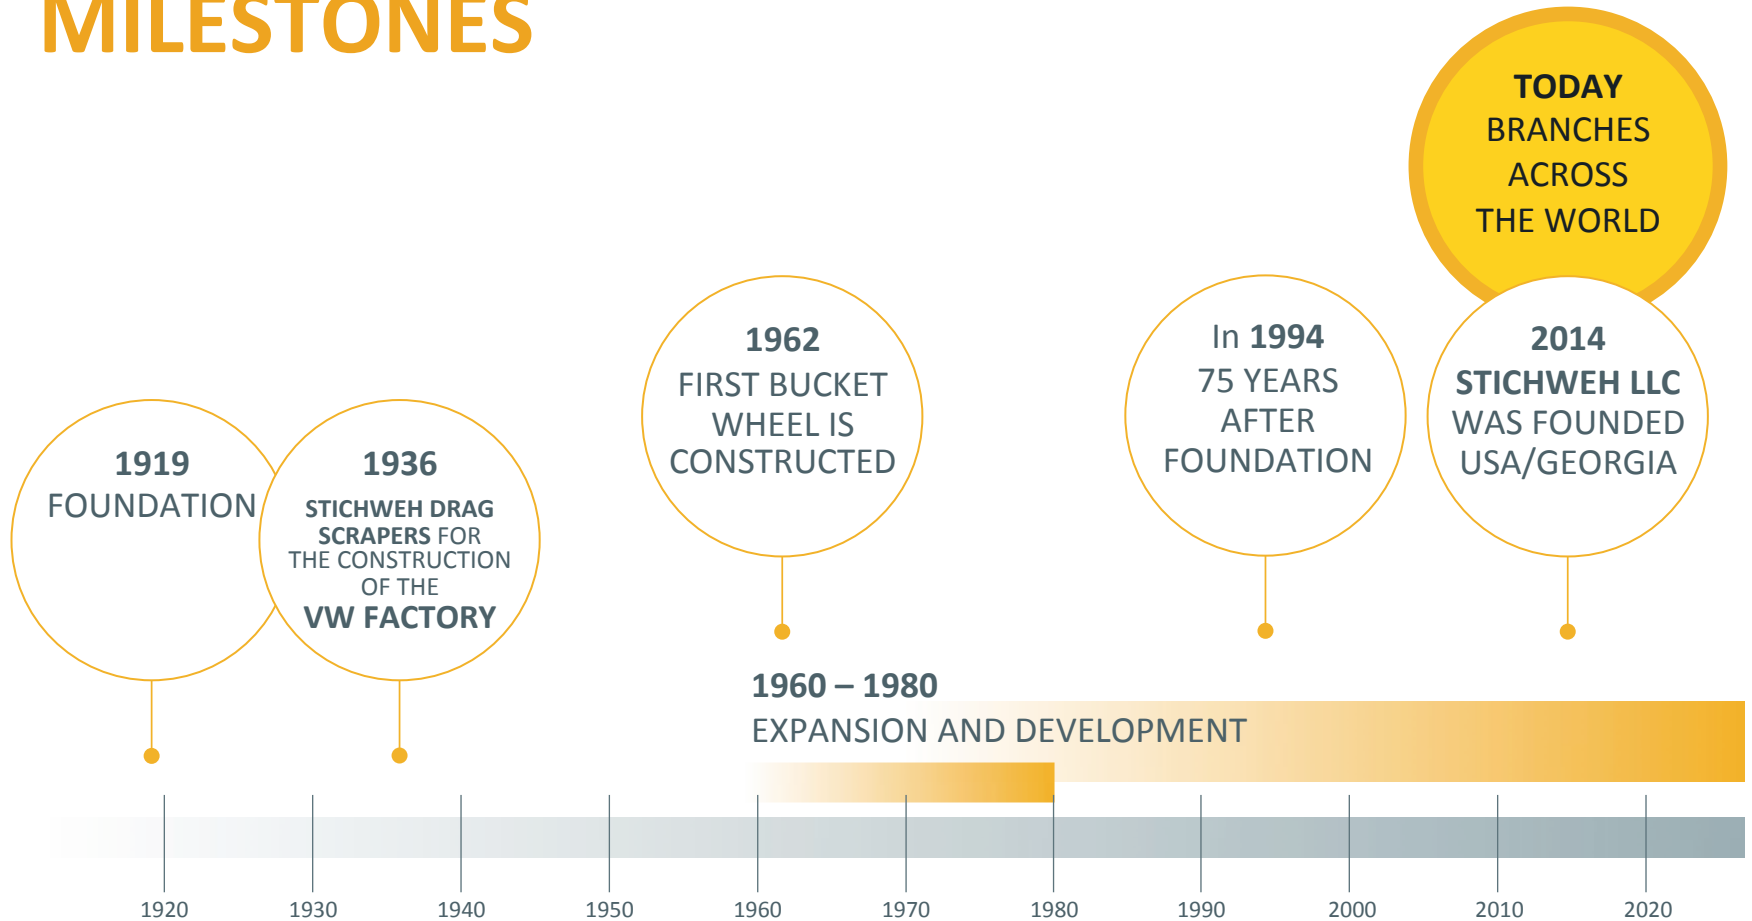 MILESTONES
TODAY
BRANCHES
ACROSS
THE WORLD
1919
FOUNDATION
1936
STICHWEH DRAG
SCRAPERS FOR
THE CONSTRUCTION
OF THE
VW FACTORY
1962
FIRST BUCKET
WHEEL IS
CONSTRUCTED
In 1994
75 YEARS
AFTER
FOUNDATION
2014
STICHWEH LLC
WAS FOUNDED
USA/GEORGIA
1960 – 1980
EXPANSION AND DEVELOPMENT
1920
1930
1940
1950
1960
1970
1980
1990
2000
2010
2020